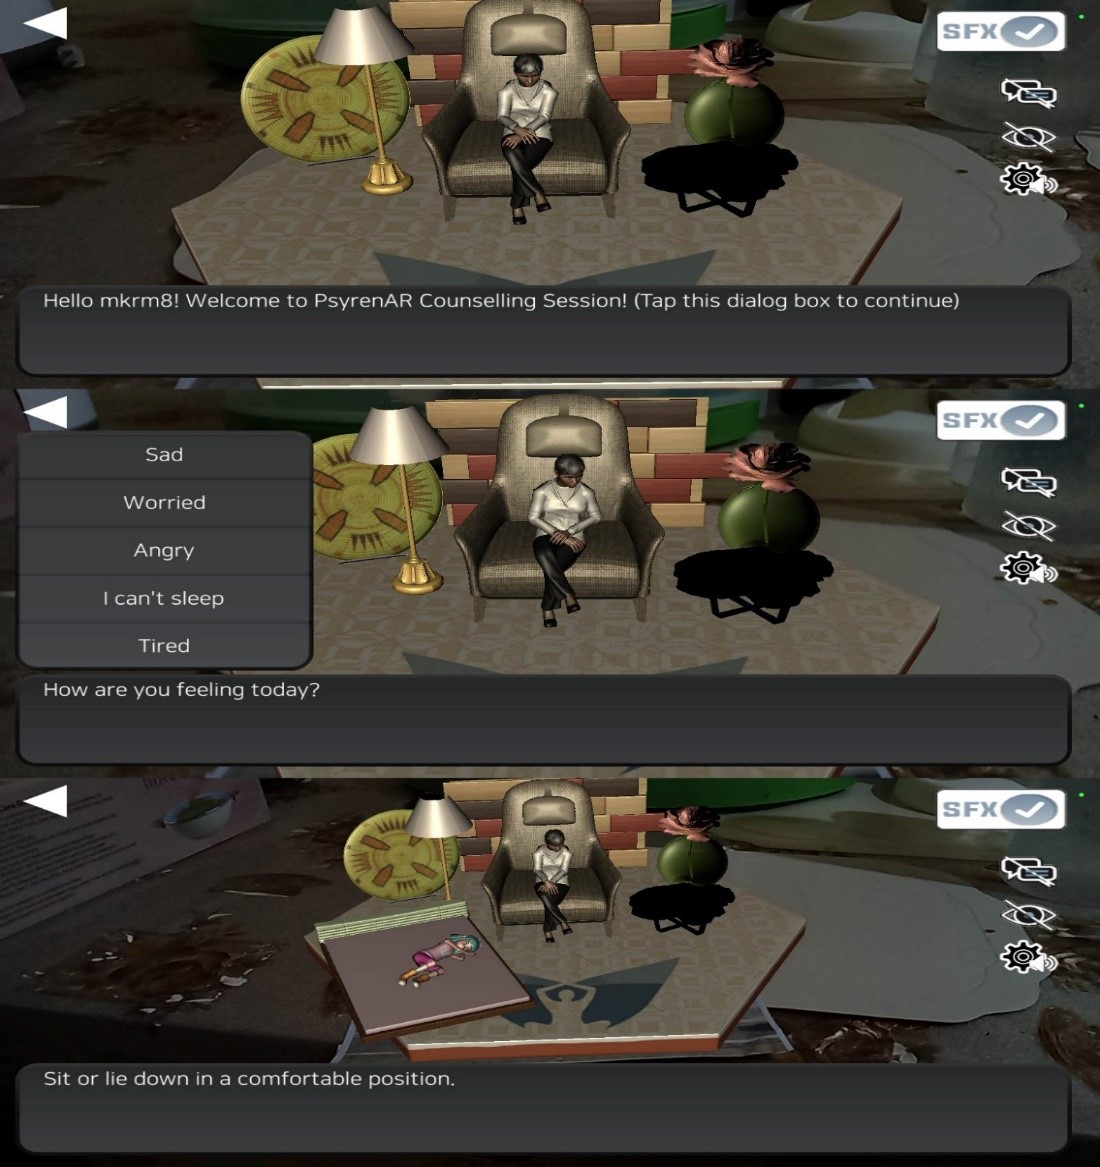 SFX
Hello mkrm8! Welcome to PsyrenAR Counselling Session! (Tap this dialog box to continue)
SFX
Sad
Worried
Angry
I can't sleep
Tired
How are you feeling today?
SFX
Sit or lie down in a comfortable position.